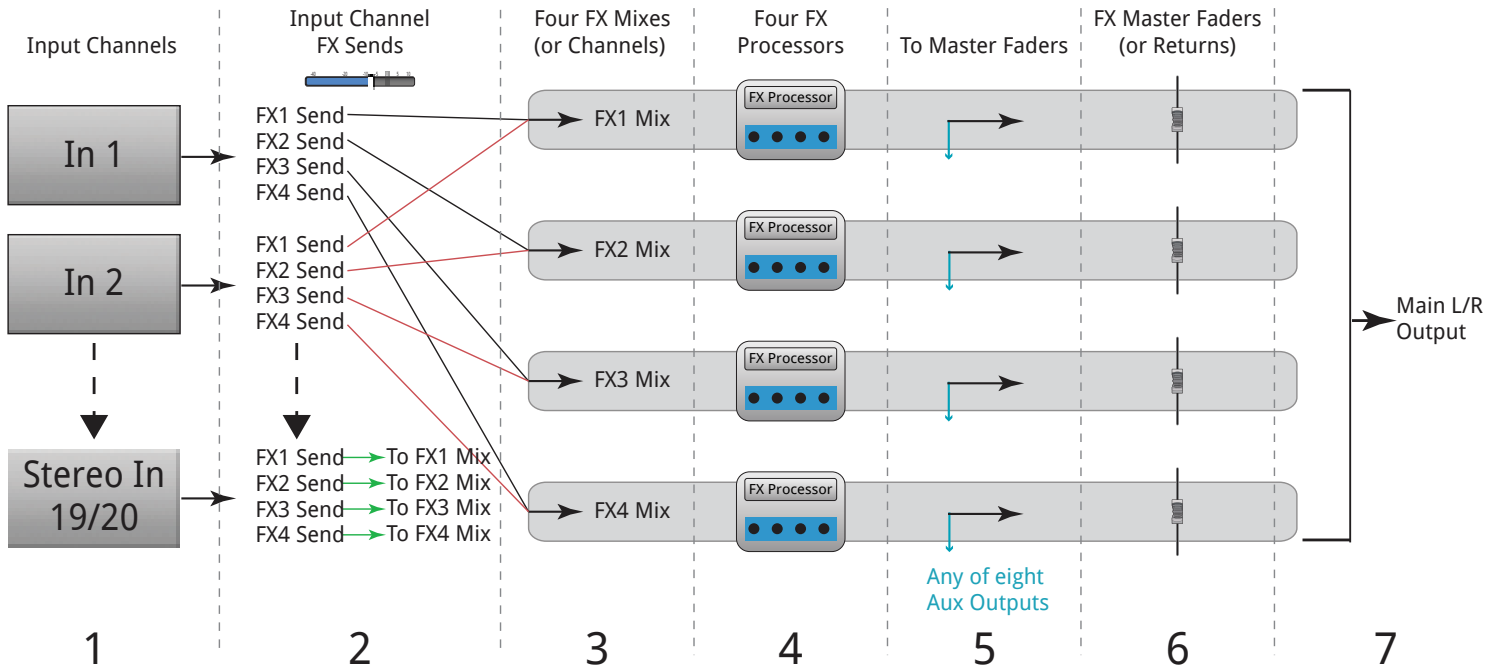 Input Channels
Input Channel
FX Sends
Four FX Mixes
(or Channels)
Four FX
Processors
To Master Faders
FX Master Faders
(or Returns)
In 1
FX1 Send
FX2 Send
FX3 Send
FX4 Send
In 2
FX1 Send
FX2 Send
FX3 Send
FX4 Send
Stereo In
19/20
FX1 Send To FX1 Mix
FX2 Send To FX2 Mix
FX3 Send To FX3 Mix
FX4 Send To FX4 Mix
FX1 Mix
FX Processor
FX2 Mix
FX Processor
FX3 Mix
FX Processor
FX4 Mix
FX Processor
Any of eight
Aux Outputs
Main L/R
Output
1 2 3 4 5 6 7